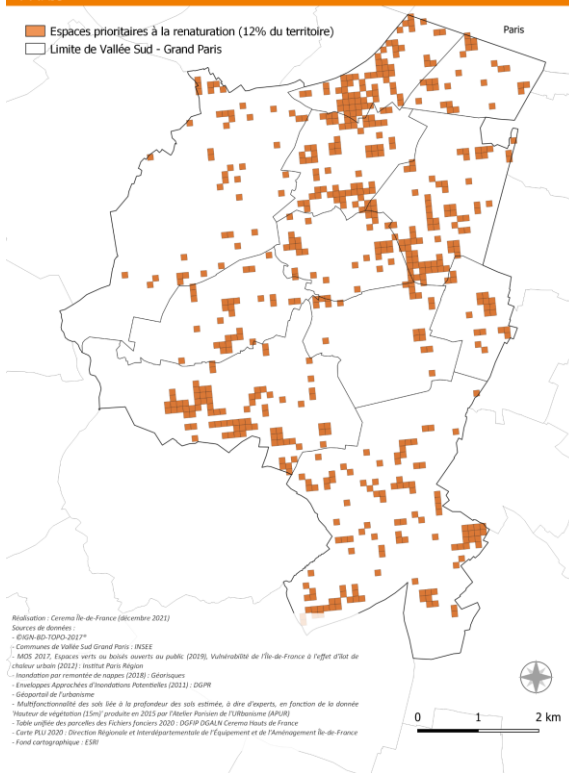 Espaces prioritaires à la renaturation (12% du territoire)
Limite de Vallée Sud - Grand Paris
Paris
Réalisation : Cerema Île-de-France (décembre 2021)
Sources de données :
- ©IGN-BD-TOPO-2017*
- Communes de Vallée Sud Grand Paris : INSEE
- MOS 2017, Espaces verts ou boisés ouverts au public (2019), Vulnérabilité de l'Île-de-France à l'effet d'îlot de
chaleur urbain (2012) : Institut Paris Région
- Inondation par remontée de nappes (2018) : Géorisques
- Enveloppes Approchées d'Inondations Potentielles (2011) : DGPR
- Géoportail de l'urbanisme
- Multifonctionnalité des sols liée à la profondeur des sols estimée, à dire d'experts, en fonction de la donnée
'Hauteur de végétation (15m)' produite en 2015 par l'Atelier Parisien de l'URbanisme (APUR)
- Table unifiée des parcelles des Fichiers fonciers 2020 : DGFIP DGALN Cerema Hauts de France
- Carte PLU 2020 : Direction Régionale et Interdépartementale de l'Équipement et de l'Aménagement Île-de-France
- Fond cartographique : ESRI
0 1 2 km